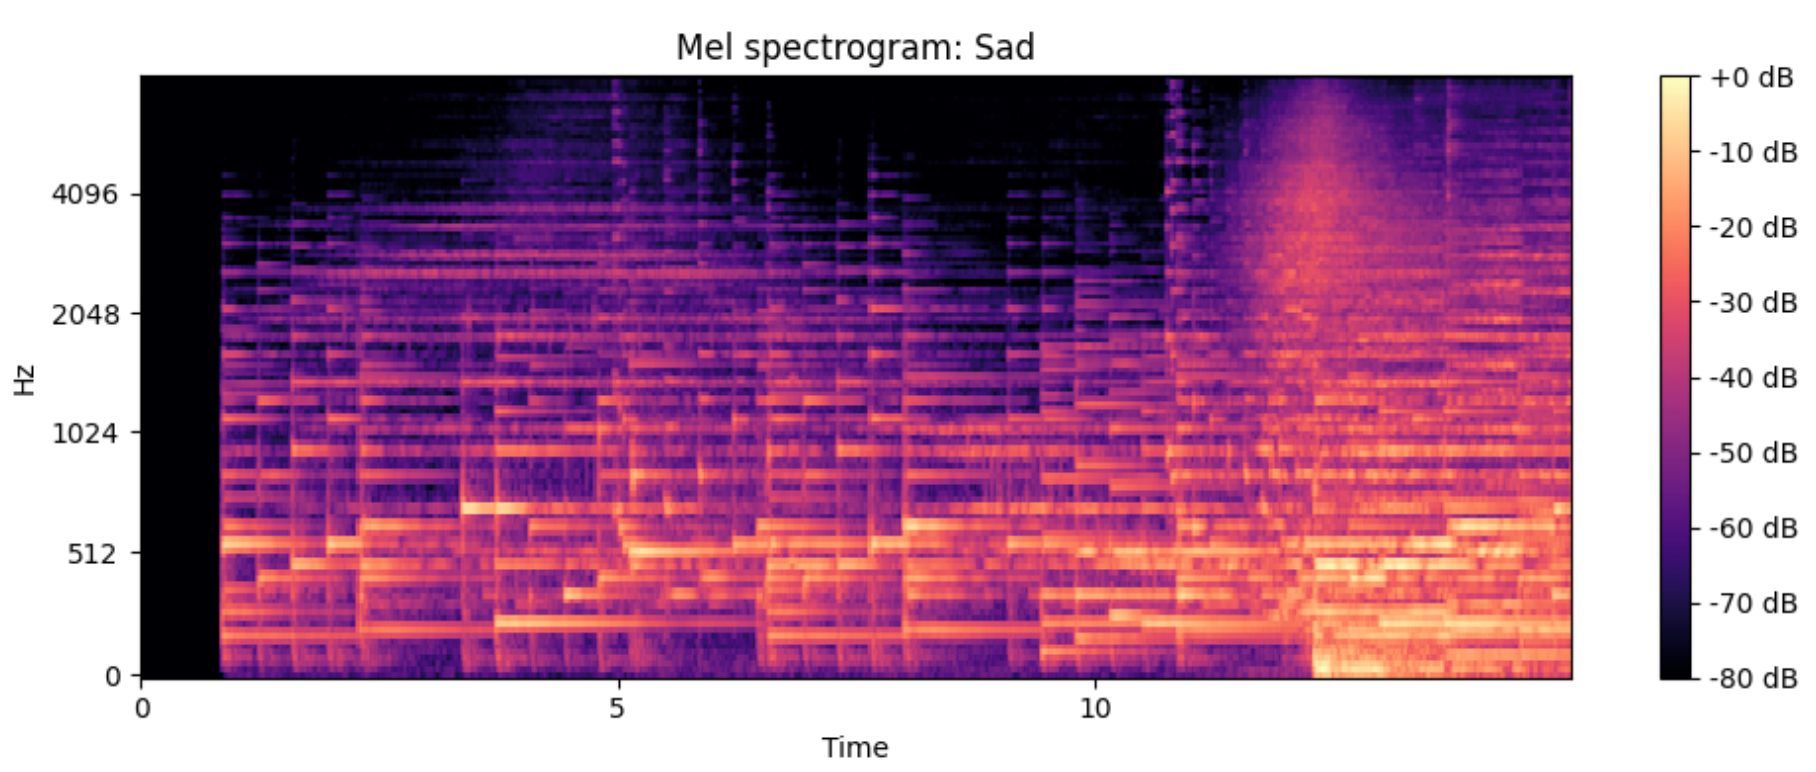 Mel spectrogram: Sad
+0 dB
-10 dB
-20 dB
-30 dB
-40 dB
-50 dB
-60 dB
-70 dB
-80 dB
4096
2048
1024
512
0
Hz
0 5 10
Time